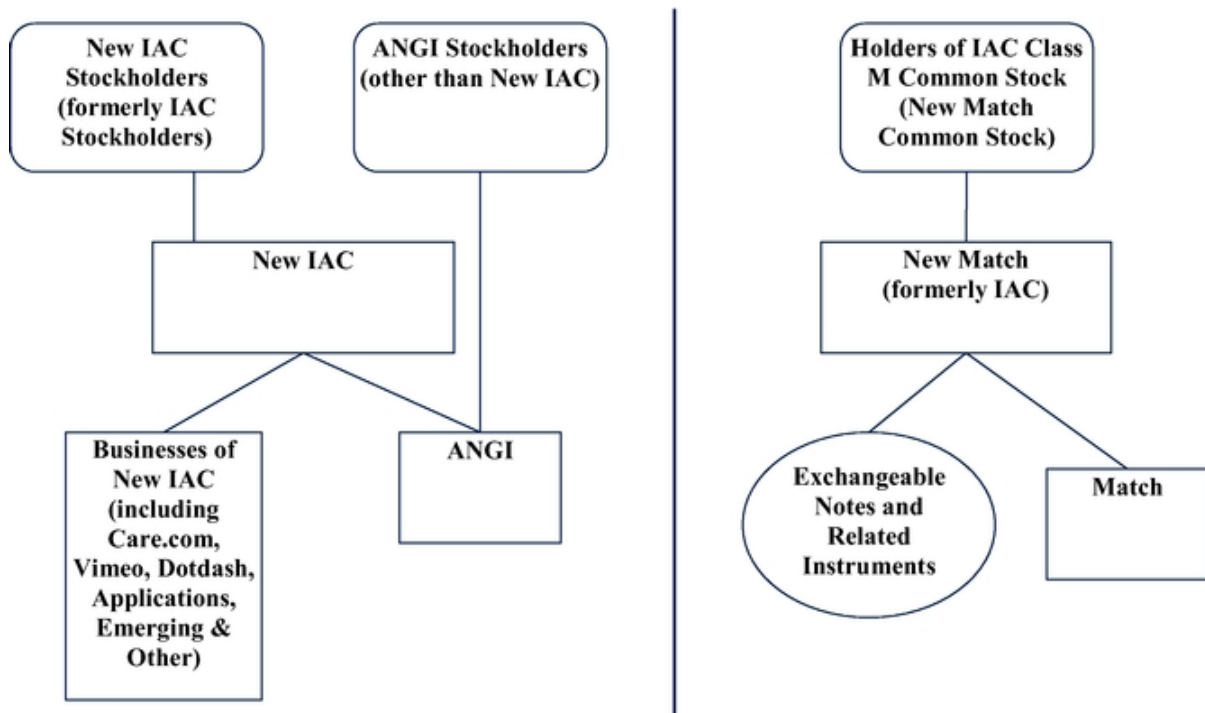 New IAC
Stockholders
(formerly IAC
Stockholders)
ANGI Stockholders
(other than New IAC)
Holders of IAC Class
M Common Stock
(New Match
Common Stock)
New IAC
New Match
(formerly IAC)
Businesses of
New IAC
(including
Care.com,
Vimeo, Dotdash,
Applications,
Emerging &
Other)
ANGI
Exchangeable
Notes and
Related
Instruments
Match